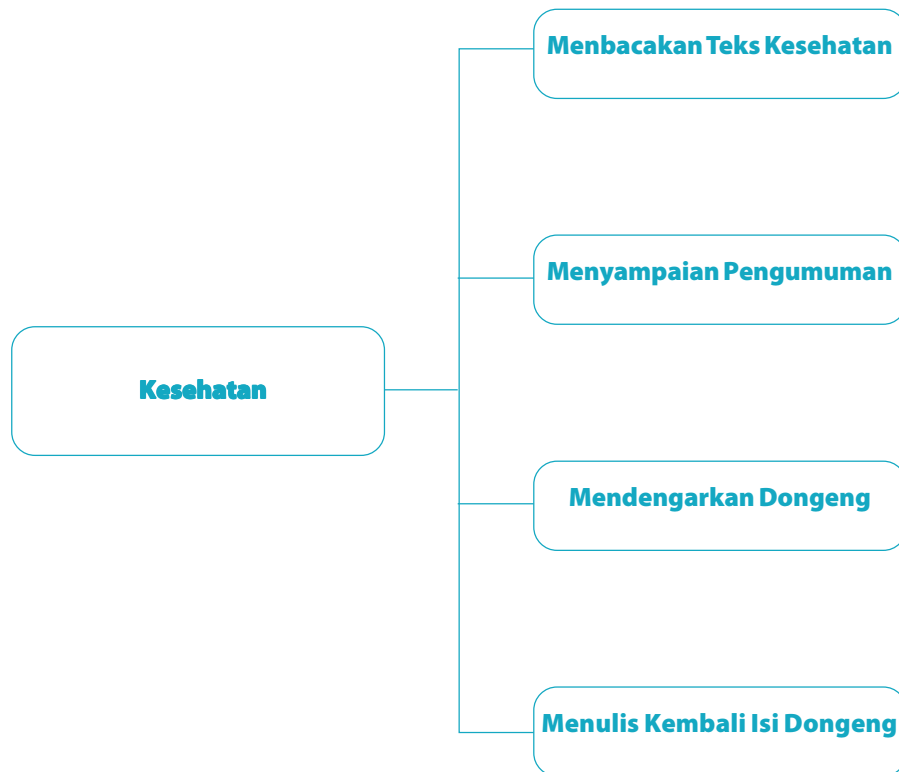 Menbacakan Teks Kesehatan
Menyampaian Pengumuman
Kesehatan
Mendengarkan Dongeng
Menulis Kembali Isi Dongeng